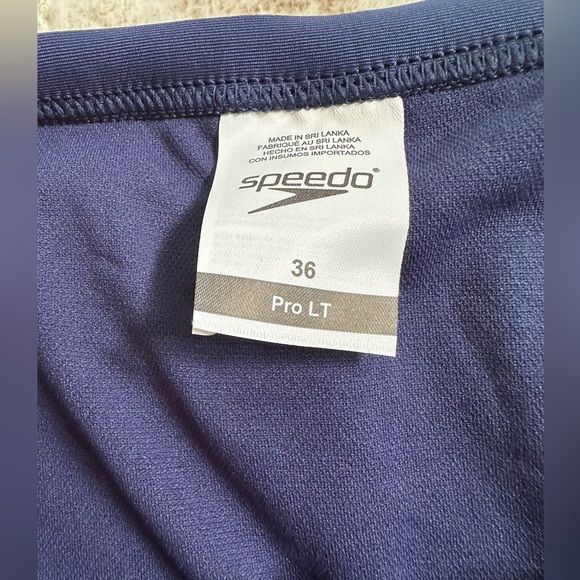 MADE IN SRI LANKA
FABRIQUÉ AU SRI LANKA
HECHO EN SRI LANKA
CON INSUMOS IMPORTADOS
speedo®
36
Pro LT